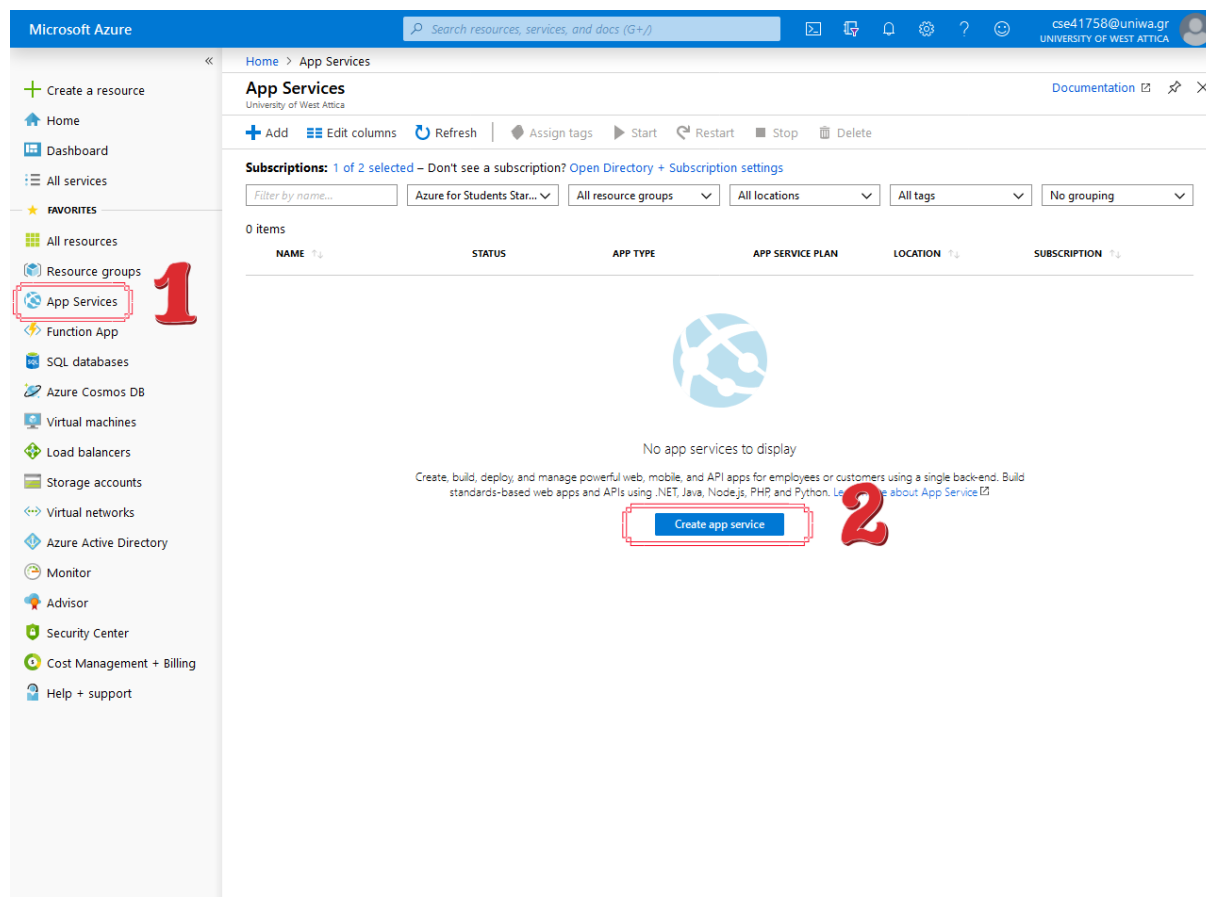 Microsoft Azure
Search resources, services, and docs (G+/)
cse41758@uniwa.gr
UNIVERSITY OF WEST ATTICA
«
Create a resource
Home
Dashboard
All services
FAVORITES
All resources
Resource groups
App Services
1
Function App
SQL databases
Azure Cosmos DB
Virtual machines
Load balancers
Storage accounts
Virtual networks
Azure Active Directory
Monitor
Advisor
Security Center
Cost Management + Billing
Help + support
Home > App Services
App Services
University of West Attica
Documentation
Add Edit columns Refresh Assign tags Start Restart Stop Delete
Subscriptions: 1 of 2 selected – Don't see a subscription? Open Directory + Subscription settings
Filter by name... Azure for Students Star... All resource groups All locations All tags No grouping
0 items
NAME ↑↓ STATUS APP TYPE APP SERVICE PLAN LOCATION ↑↓ SUBSCRIPTION ↑↓
No app services to display
Create, build, deploy, and manage powerful web, mobile, and API apps for employees or customers using a single back-end. Build
standards-based web apps and APIs using .NET, Java, Node.js, PHP, and Python. about App Service
Create app service
2